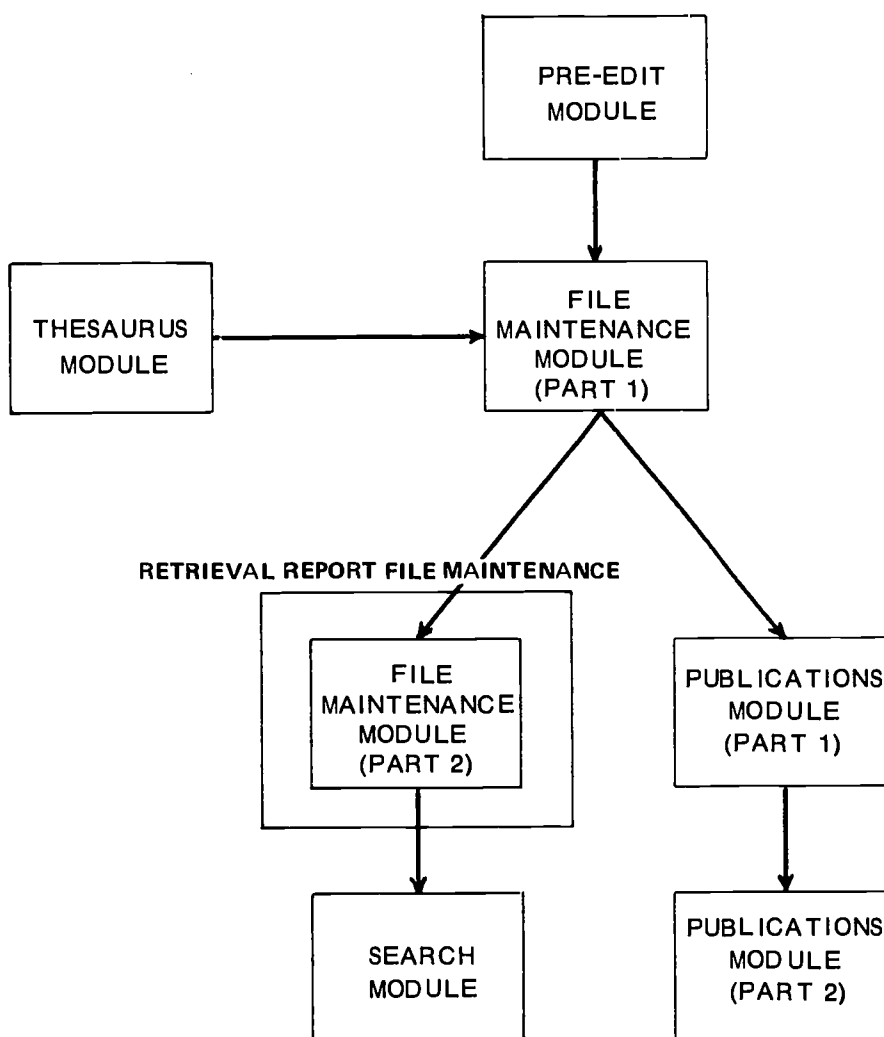 PRE-EDIT
MODULE
THESAURUS
MODULE
FILE
MAINTENANCE
MODULE
(PART 1)
RETRIEVAL REPORT FILE MAINTENANCE
FILE
MAINTENANCE
MODULE
(PART 2)
PUBLICATIONS
MODULE
(PART 1)
SEARCH
MODULE
PUBLICATIONS
MODULE
(PART 2)